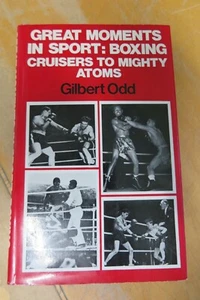 GREAT MOMENTS
IN SPORT: BOXING
CRUISERS TO MIGHTY
ATOMS
Gilbert Odd